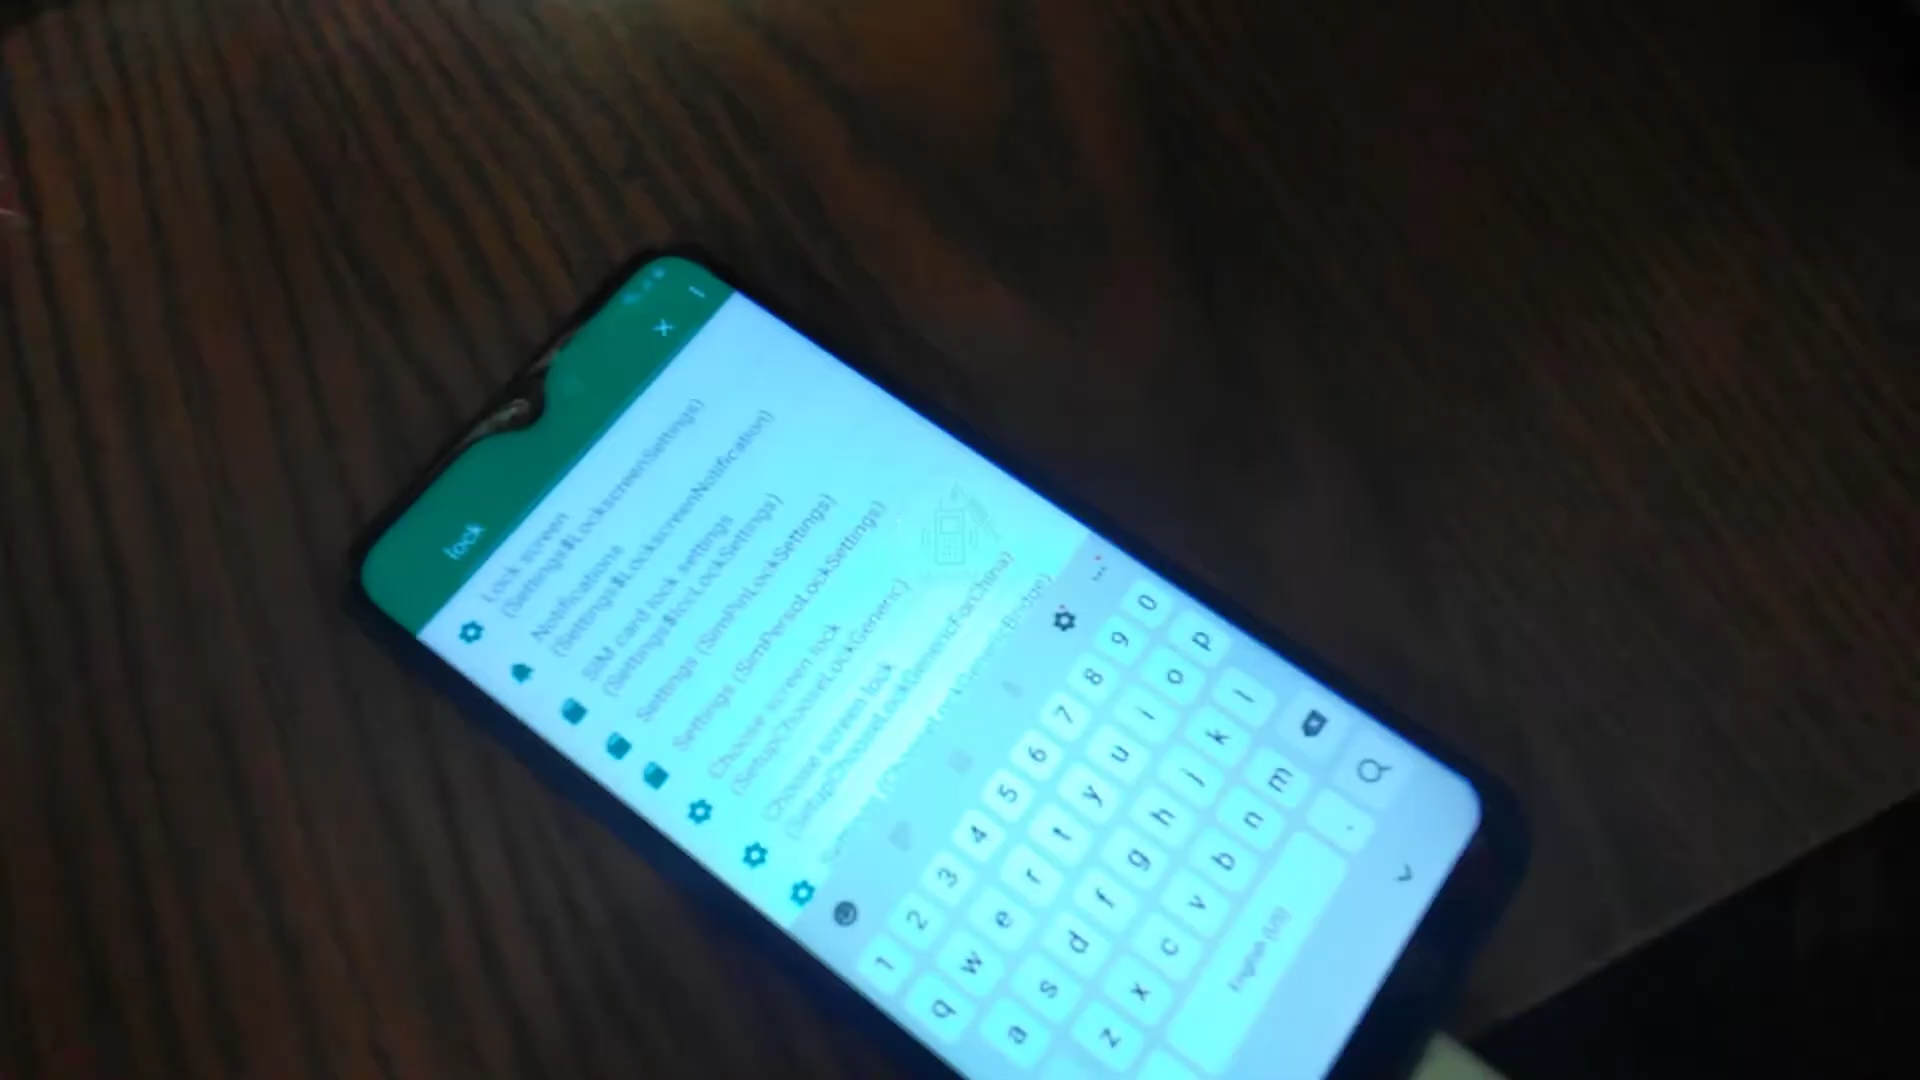 lock
Lock screen
(Settings$LockscreenSettings)
Notifications
(Settings$LockscreenNotification)
SIM card lock settings
(Settings$IccLockSettings)
Settings (SimPinLockSettings)
Settings (SimPersoLockSettings)
Choose screen lock
(SetupChooseLockGeneric)
Choose screen lock
(SetupChooseLockGenericForChina)
1 2 3 4 5 6 7 8 9 0
q w e r t y u i o p
a s d f g h j k l
z x c v b n m
English (US) .